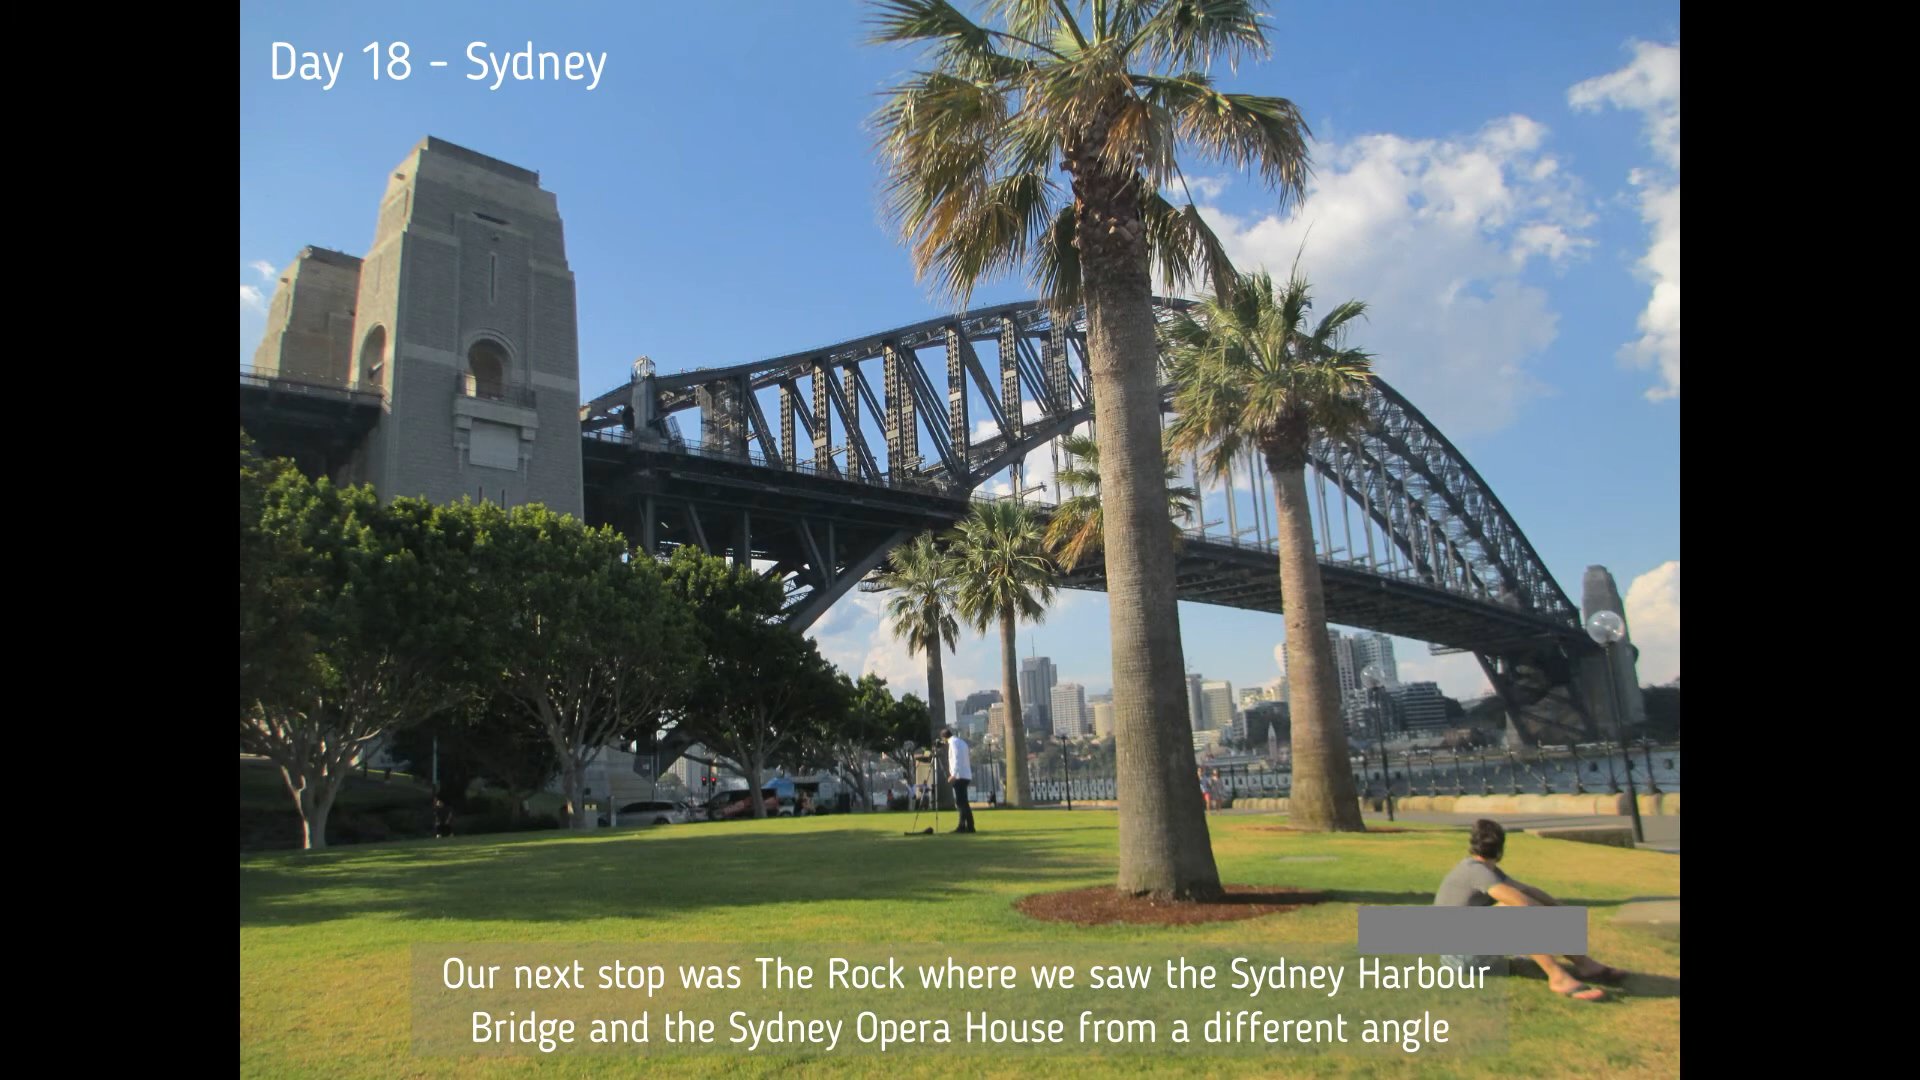 Day 18 - Sydney
Our next stop was The Rock where we saw the Sydney Harbour
Bridge and the Sydney Opera House from a different angle